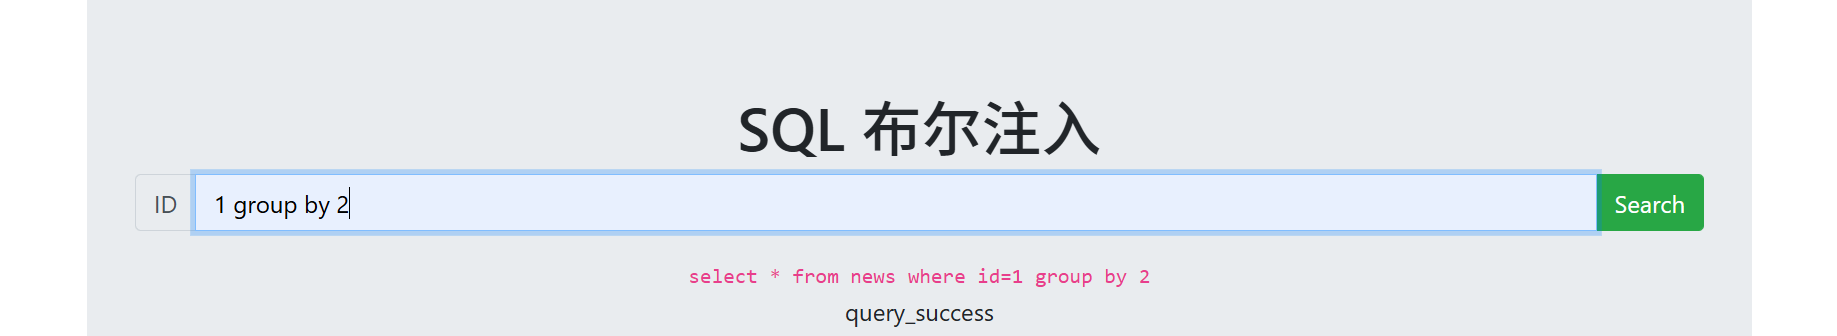 SQL 布尔注入
ID 1 group by 2 Search
select * from news where id=1 group by 2
query_success